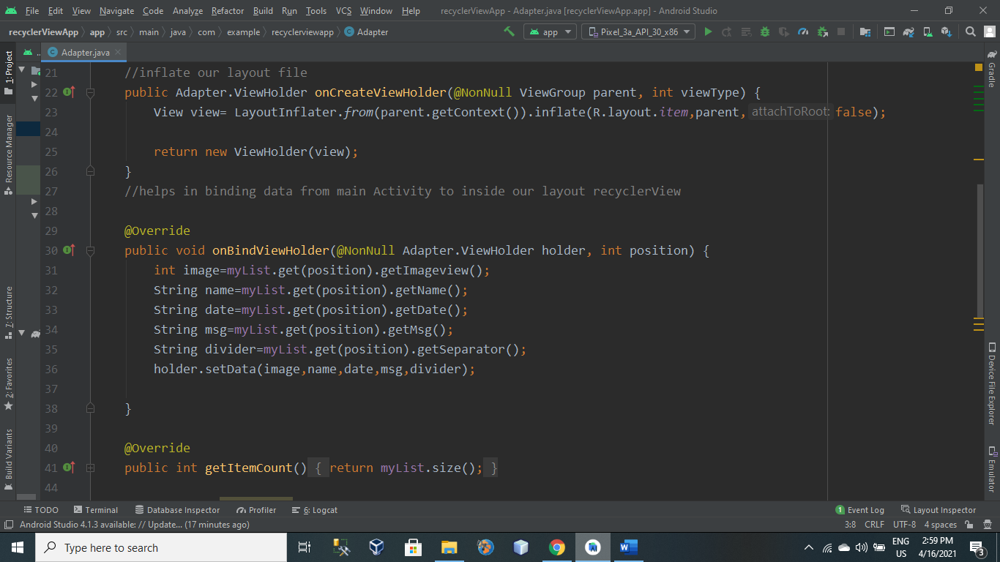 File Edit View Navigate Code Analyze Refactor Build Run Tools VCS Window Help recyclerViewApp - Adapter.java [recyclerViewApp.app] - Android Studio
recyclerViewApp app src main java com example recyclerviewapp Adapter app Pixel_3a_API_30_x86
1: Project
Resource Manager
7: Structure
2: Favorites
Build Variants
.. Adapter.java
21 //inflate our layout file
22 public Adapter.ViewHolder onCreateViewHolder(@NonNull ViewGroup parent, int viewType) {
23 View view= LayoutInflater.from(parent.getContext()).inflate(R.layout.item,parent, attachToRoot: false);
24
25 return new ViewHolder(view);
26 }
27 //helps in binding data from main Activity to inside our layout recyclerView
28
29 @Override
30 public void onBindViewHolder(@NonNull Adapter.ViewHolder holder, int position) {
31 int image=myList.get(position).getImageview();
32 String name=myList.get(position).getName();
33 String date=myList.get(position).getDate();
34 String msg=myList.get(position).getMsg();
35 String divider=myList.get(position).getSeparator();
36 holder.setData(image,name,date,msg,divider);
37
38 }
39
40 @Override
41 public int getItemCount() { return myList.size(); }
44
Gradle
Device File Explorer
Emulator
TODO Terminal Database Inspector Profiler 6: Logcat 1 Event Log Layout Inspector
Android Studio 4.1.3 available: // Update... (17 minutes ago) 3:8 CRLF UTF-8 4 spaces
Type here to search
ENG
US
2:59 PM
4/16/2021
3